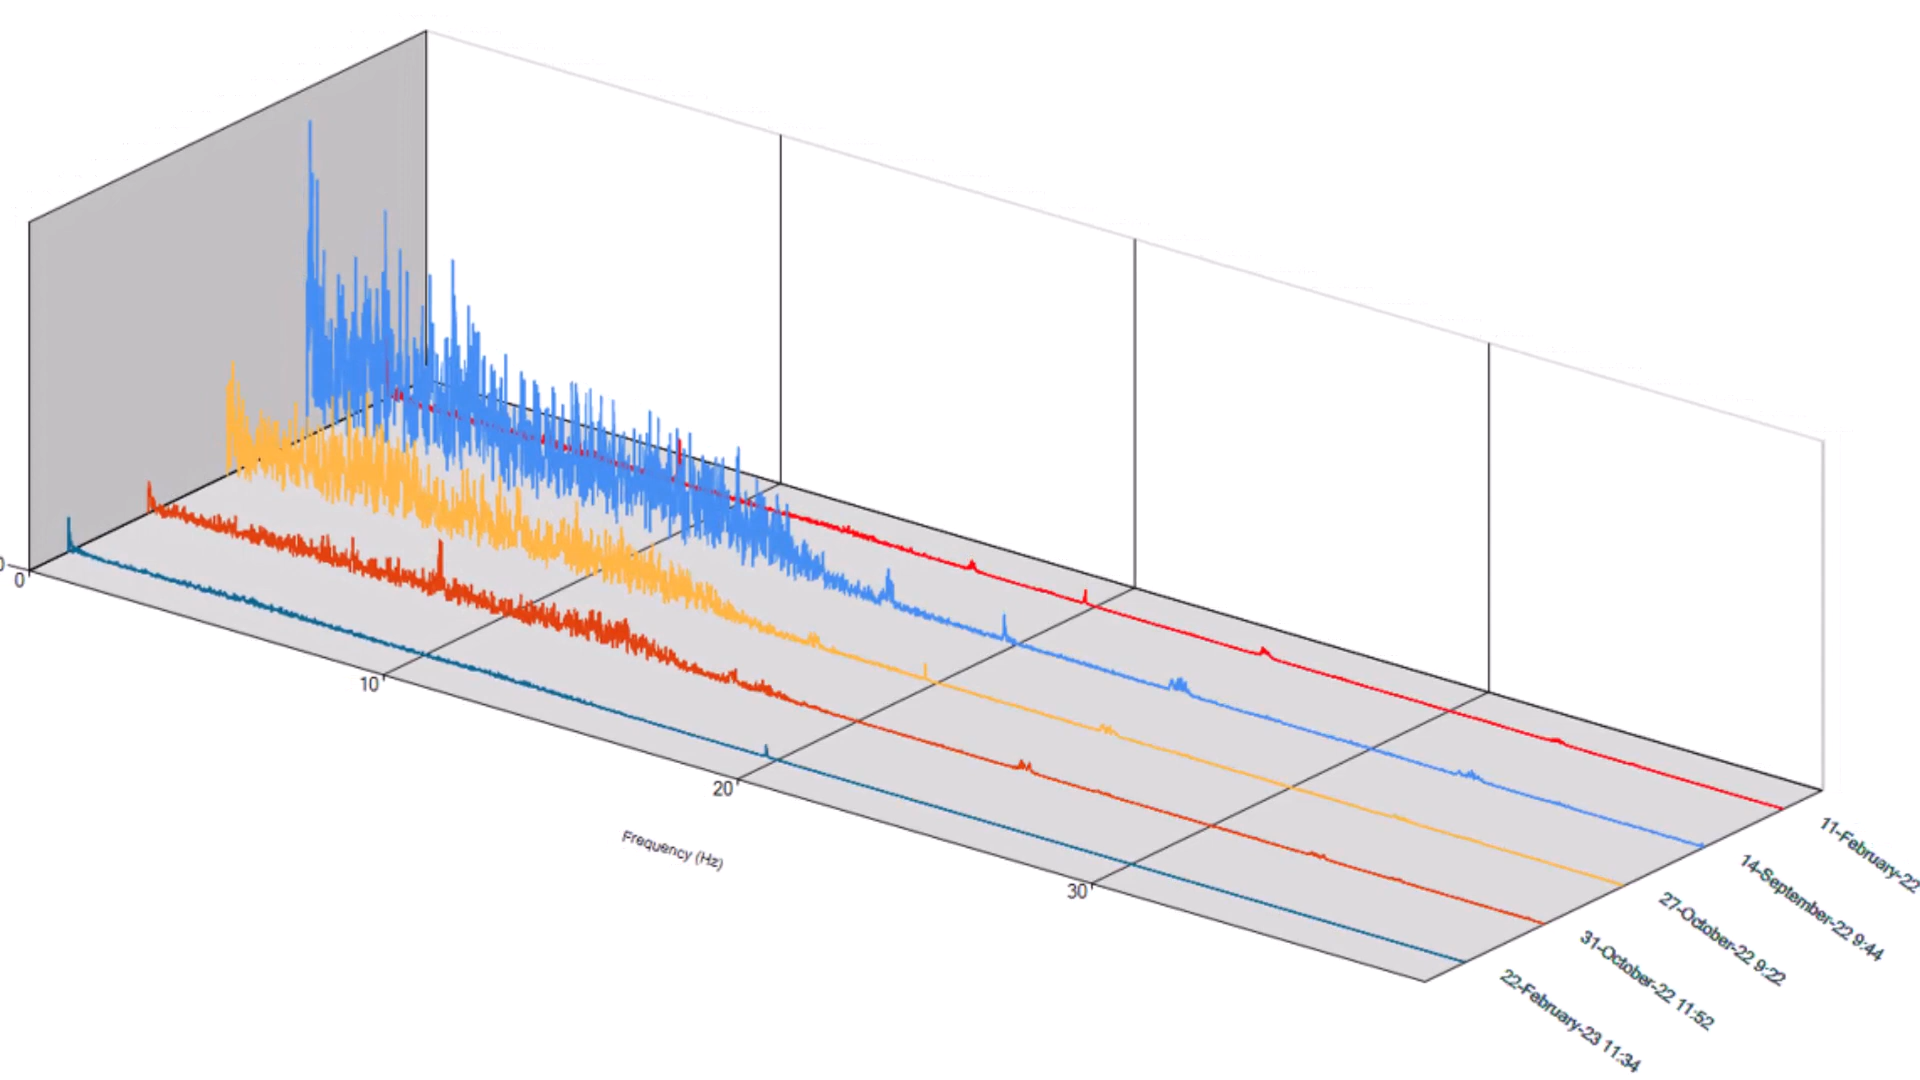 0
0
10
20
30
Frequency (Hz)
11-February-22
14-September-22 9:44
27-October-22 9:22
31-October-22 11:52
22-February-23 11:34